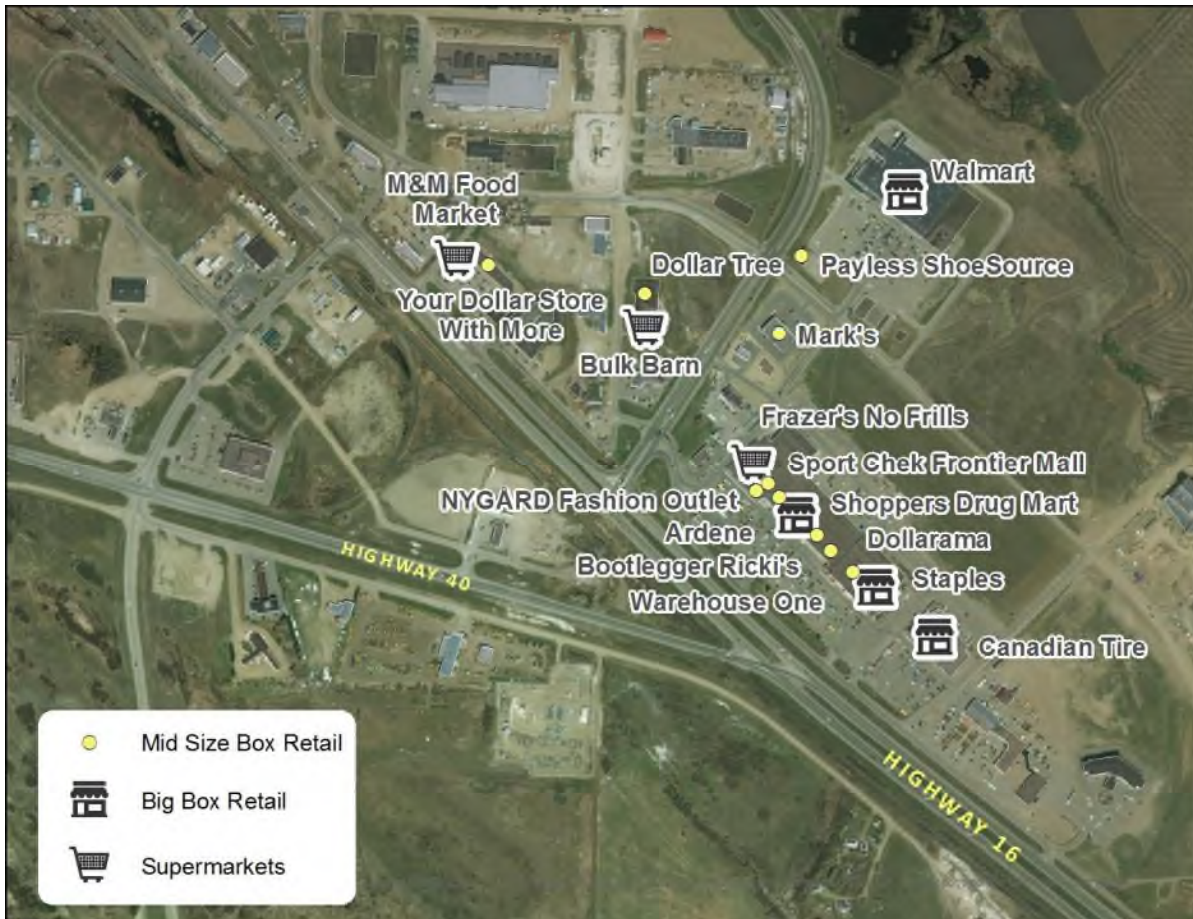 Walmart
M&M Food
Market
Dollar Tree
Payless ShoeSource
Your Dollar Store
With More
Mark's
Bulk Barn
Frazer's No Frills
Sport Chek Frontier Mall
NYGÅRD Fashion Outlet
Shoppers Drug Mart
Ardene
Dollarama
Bootlegger Ricki's
Staples
Warehouse One
Canadian Tire
HIGHWAY 40
HIGHWAY 16
Mid Size Box Retail
Big Box Retail
Supermarkets